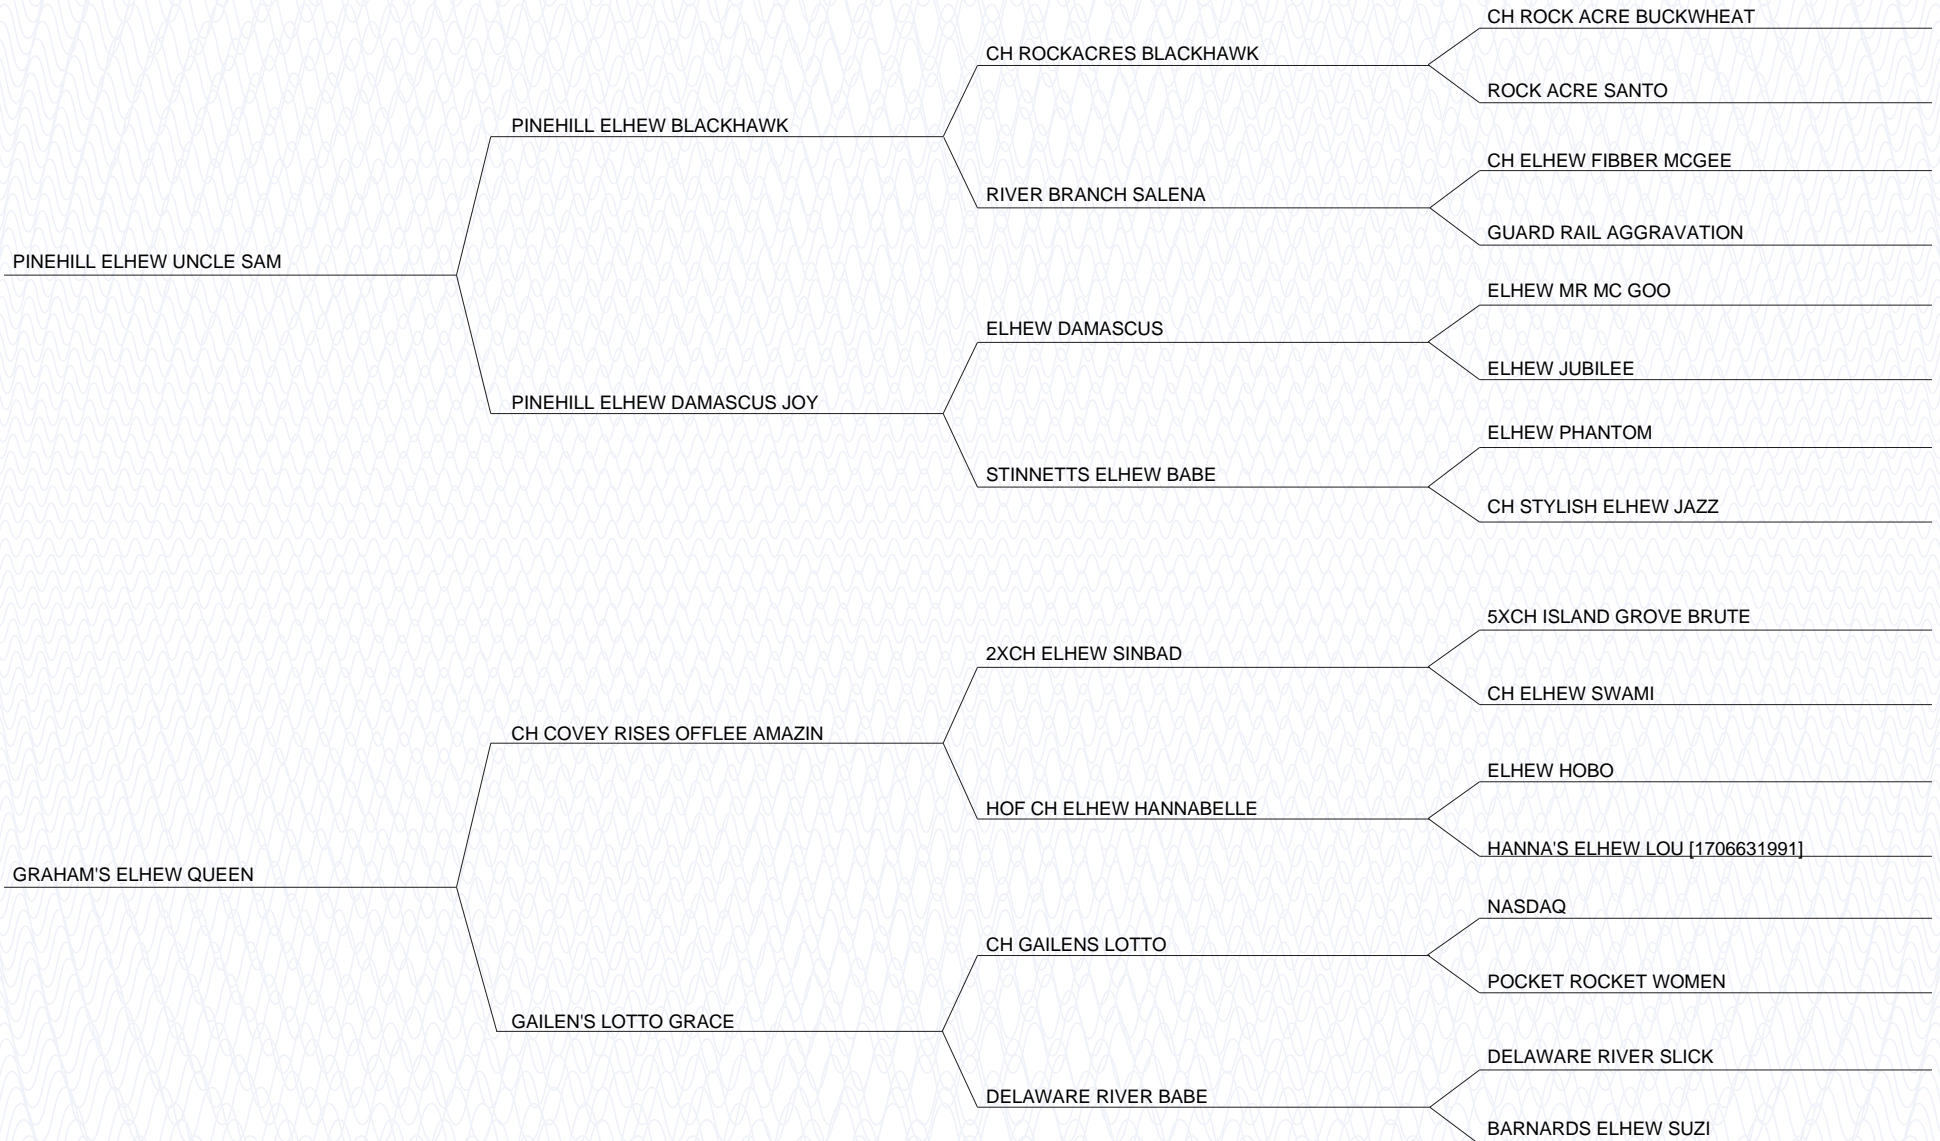 CH ROCK ACRE BUCKWHEAT
CH ROCKACRES BLACKHAWK
ROCK ACRE SANTO
PINEHILL ELHEW BLACKHAWK
CH ELHEW FIBBER MCGEE
RIVER BRANCH SALENA
GUARD RAIL AGGRAVATION
PINEHILL ELHEW UNCLE SAM
ELHEW MR MC GOO
ELHEW DAMASCUS
ELHEW JUBILEE
PINEHILL ELHEW DAMASCUS JOY
ELHEW PHANTOM
STINNETTS ELHEW BABE
CH STYLISH ELHEW JAZZ
5XCH ISLAND GROVE BRUTE
2XCH ELHEW SINBAD
CH ELHEW SWAMI
CH COVEY RISES OFFLEE AMAZIN
ELHEW HOBO
HOF CH ELHEW HANNABELLE
HANNA'S ELHEW LOU [1706631991]
GRAHAM'S ELHEW QUEEN
NASDAQ
CH GAILENS LOTTO
POCKET ROCKET WOMEN
GAILEN'S LOTTO GRACE
DELAWARE RIVER SLICK
DELAWARE RIVER BABE
BARNARDS ELHEW SUZI